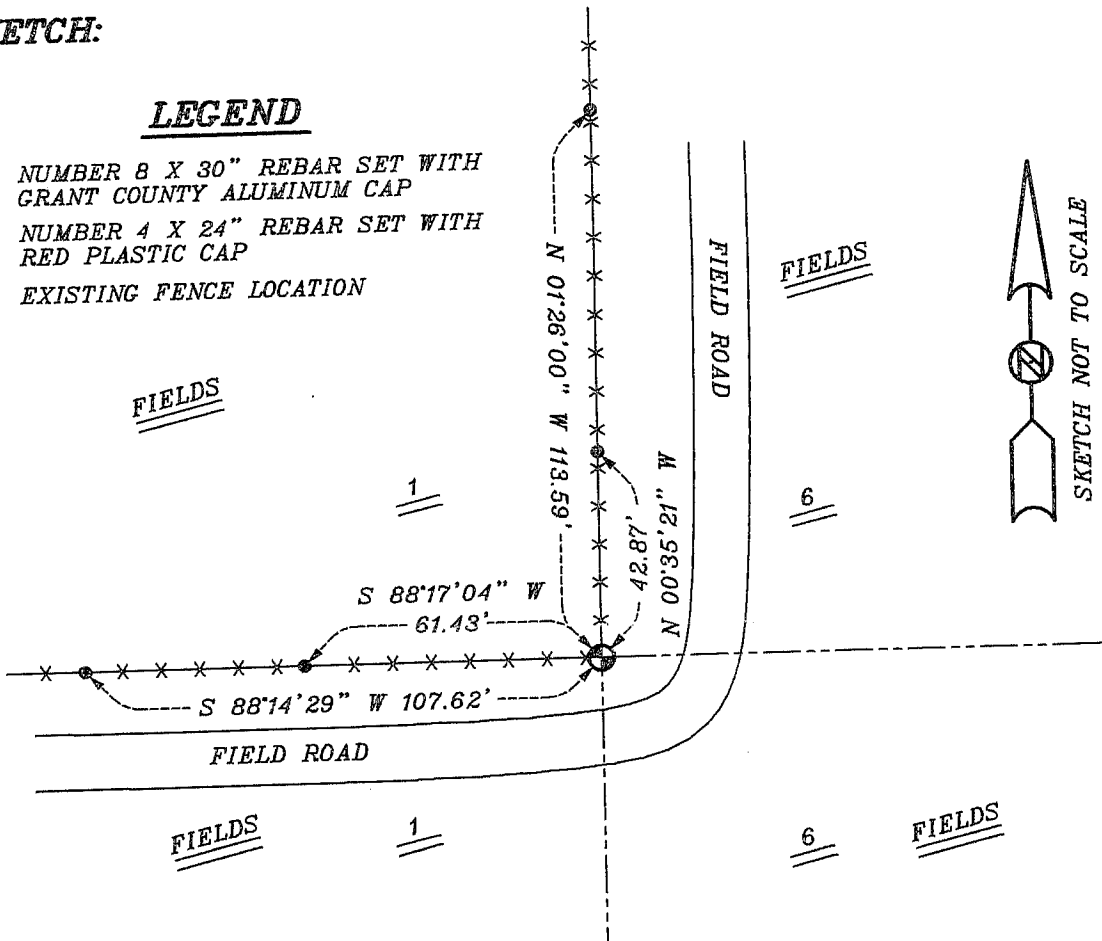 ETCH:
LEGEND
NUMBER 8 X 30" REBAR SET WITH
GRANT COUNTY ALUMINUM CAP
NUMBER 4 X 24" REBAR SET WITH
RED PLASTIC CAP
EXISTING FENCE LOCATION
FIELDS
1
N 01°26'00" W 113.59'
42.87'
N 00°35'21" W
FIELD ROAD
FIELDS
6
N
SKETCH NOT TO SCALE
S 88°17'04" W
61.43'
S 88°14'29" W 107.62'
FIELD ROAD
FIELDS
1
6
FIELDS